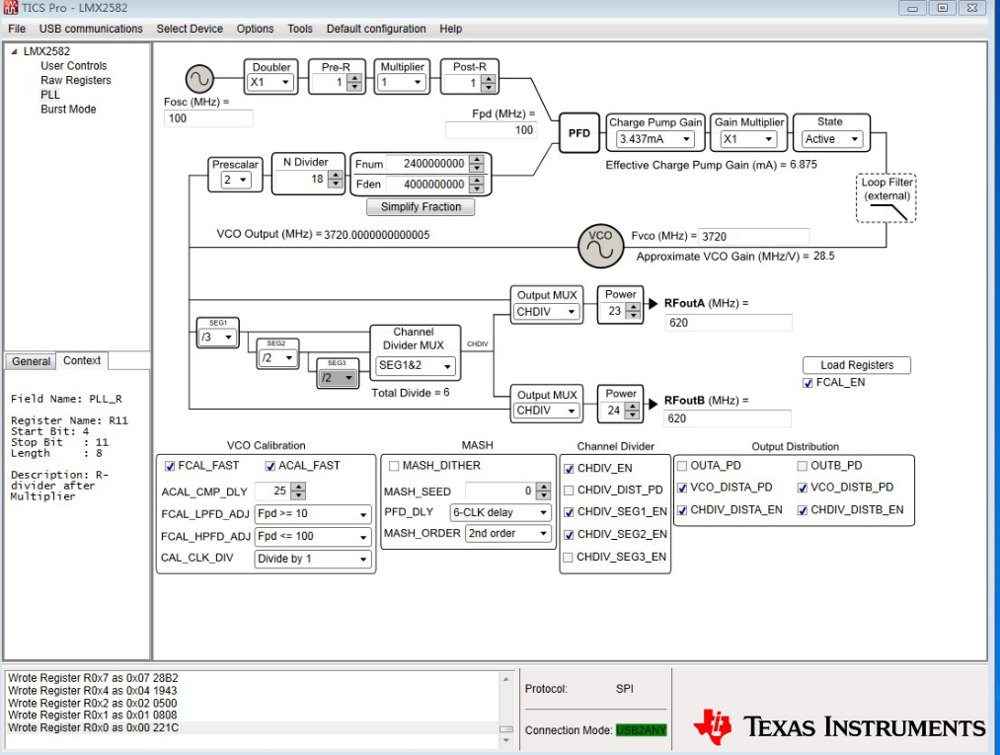 TICS Pro - LMX2582
File USB communications Select Device Options Tools Default configuration Help
LMX2582
User Controls
Raw Registers
PLL
Burst Mode
General Context
Field Name: PLL_R
Register Name: R11
Start Bit: 4
Stop Bit : 11
Length : 8
Description: R-
divider after
Multiplier
Doubler Pre-R Multiplier Post-R
X1 1 1 1
Fosc (MHz) =
100
Fpd (MHz) =
100
PFD
Charge Pump Gain Gain Multiplier State
3.437mA X1 Active
Effective Charge Pump Gain (mA) = 6.875
Loop Filter
(external)
Prescalar N Divider Fnum 2400000000
2 18 Fden 4000000000
Simplify Fraction
VCO Output (MHz) = 3720.0000000000005
VCO
Fvco (MHz) = 3720
Approximate VCO Gain (MHz/V) = 28.5
Output MUX Power
CHDIV 23
RFoutA (MHz) =
620
SEG1
/3
SEG2
/2
SEG3
/2
Channel
Divider MUX
SEG1&2
CHDIV
Total Divide = 6
Load Registers
FCAL_EN
Output MUX Power
CHDIV 24
RFoutB (MHz) =
620
VCO Calibration
FCAL_FAST ACAL_FAST
ACAL_CMP_DLY 25
FCAL_LPFD_ADJ Fpd >= 10
FCAL_HPFD_ADJ Fpd <= 100
CAL_CLK_DIV Divide by 1
MASH
MASH_DITHER
MASH_SEED 0
PFD_DLY 6-CLK delay
MASH_ORDER 2nd order
Channel Divider
CHDIV_EN
CHDIV_DIST_PD
CHDIV_SEG1_EN
CHDIV_SEG2_EN
CHDIV_SEG3_EN
Output Distribution
OUTA_PD OUTB_PD
VCO_DISTA_PD VCO_DISTB_PD
CHDIV_DISTA_EN CHDIV_DISTB_EN
Wrote Register R0x7 as 0x07 28B2
Wrote Register R0x4 as 0x04 1943
Wrote Register R0x2 as 0x02 0500
Wrote Register R0x1 as 0x01 0808
Wrote Register R0x0 as 0x00 221C
Protocol: SPI
Connection Mode: USB2ANY
TEXAS INSTRUMENTS